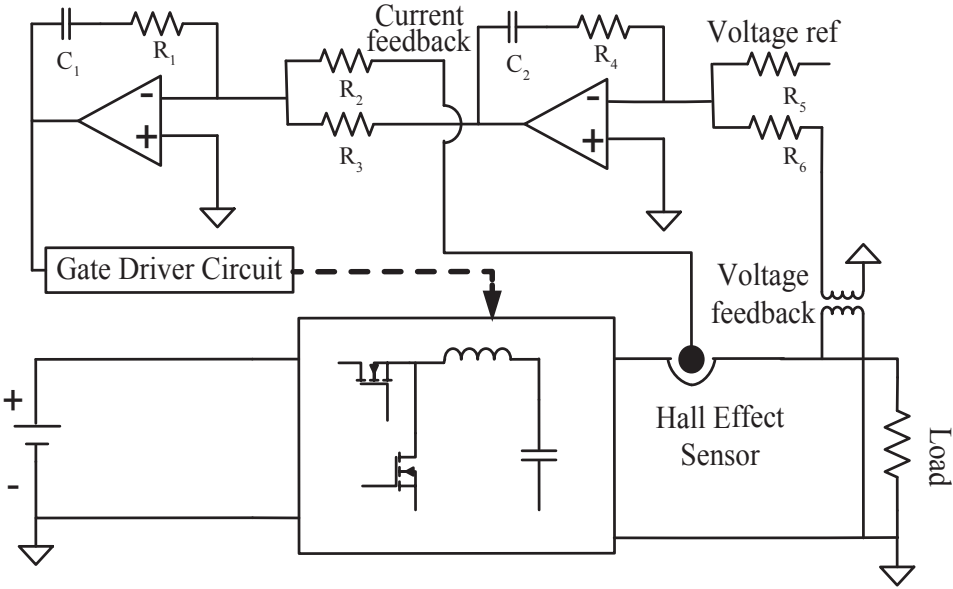 Current
feedback
Voltage ref
C₁
R₁
C₂
R₄
-
+
R₂
R₃
-
+
R₅
R₆
Gate Driver Circuit
Voltage
feedback
+
-
Hall Effect
Sensor
Load